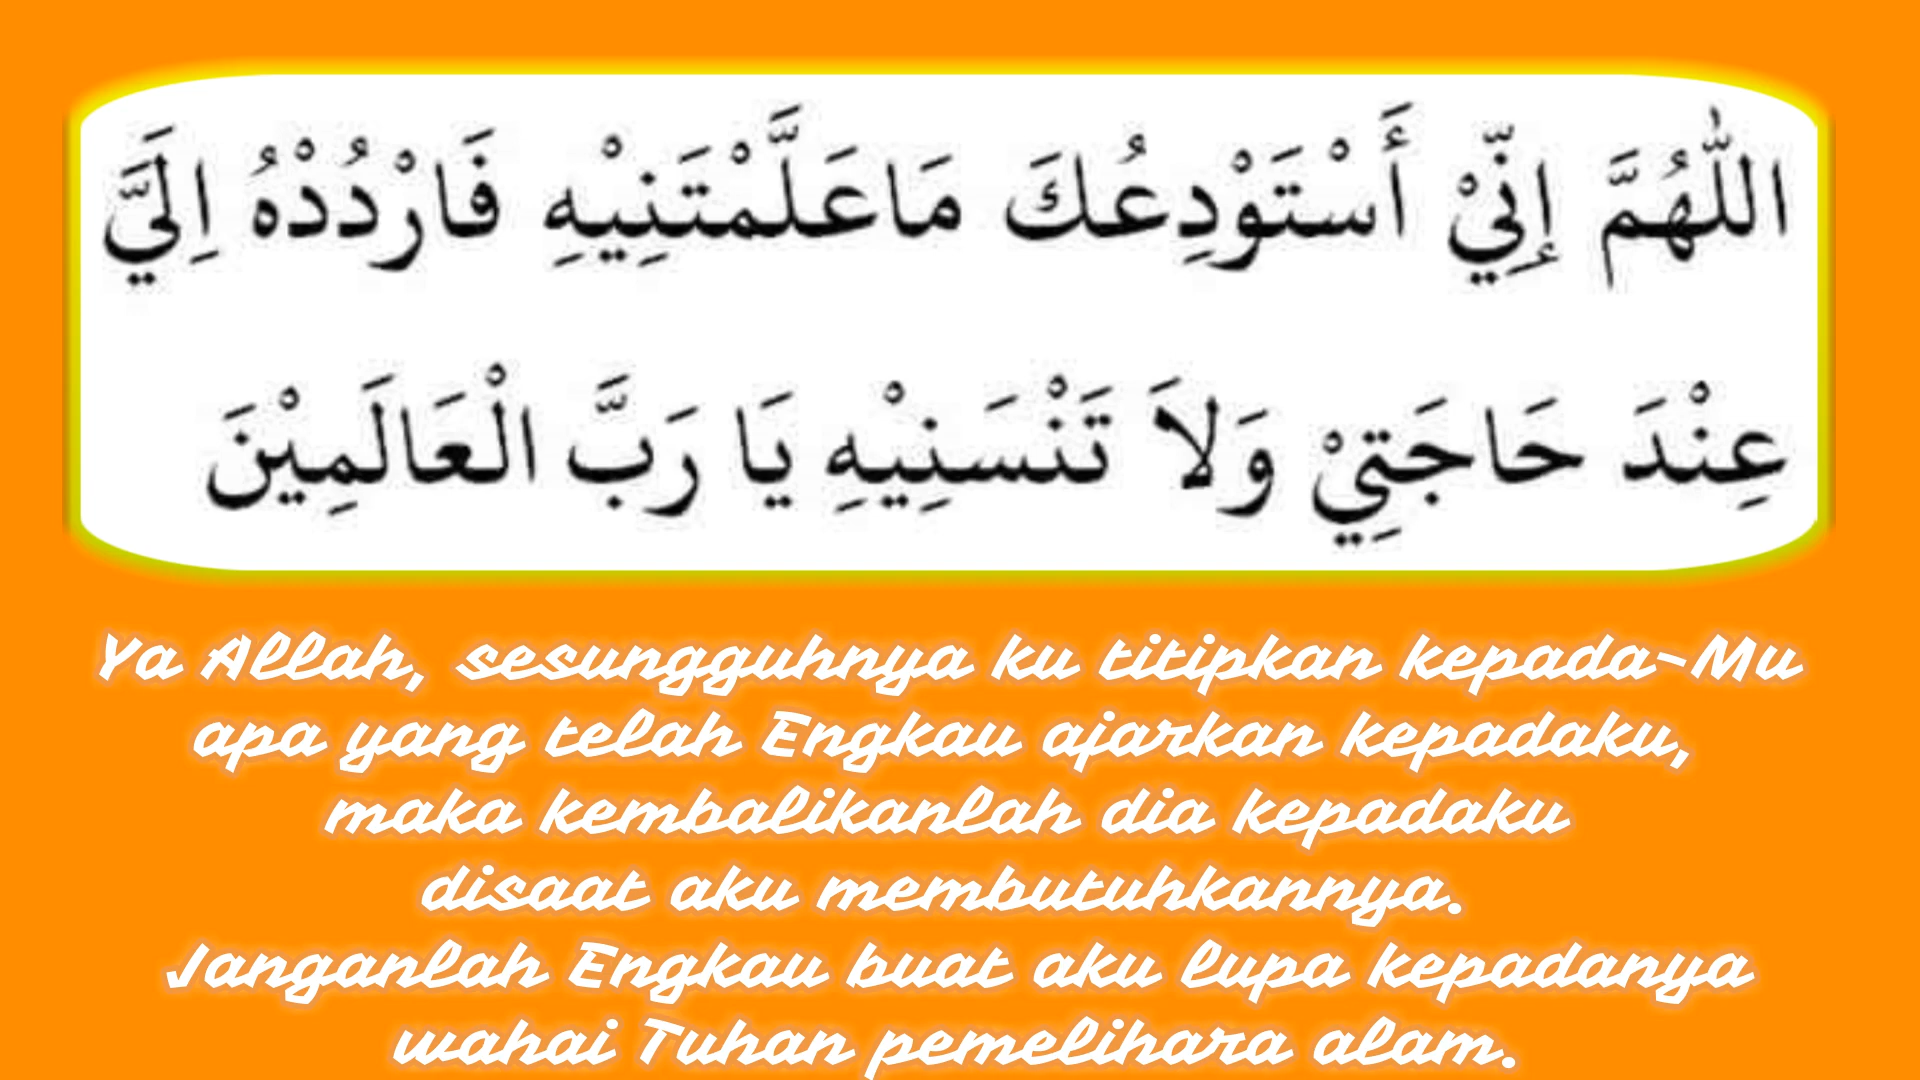 اللّٰهُمَّ إِنِّيْ أَسْتَوْدِعُكَ مَاعَلَّمْتَنِيْهِ فَارْدُدْهُ اِلَيَّ
عِنْدَ حَاجَتِيْ وَلاَ تَنْسَنِيْهِ يَا رَبَّ الْعَالَمِيْنَ
Ya Allah, sesungguhnya ku titipkan kepada-Mu
apa yang telah Engkau ajarkan kepadaku,
maka kembalikanlah dia kepadaku
disaat aku membutuhkannya.
Janganlah Engkau buat aku lupa kepadanya
wahai Tuhan pemelihara alam.